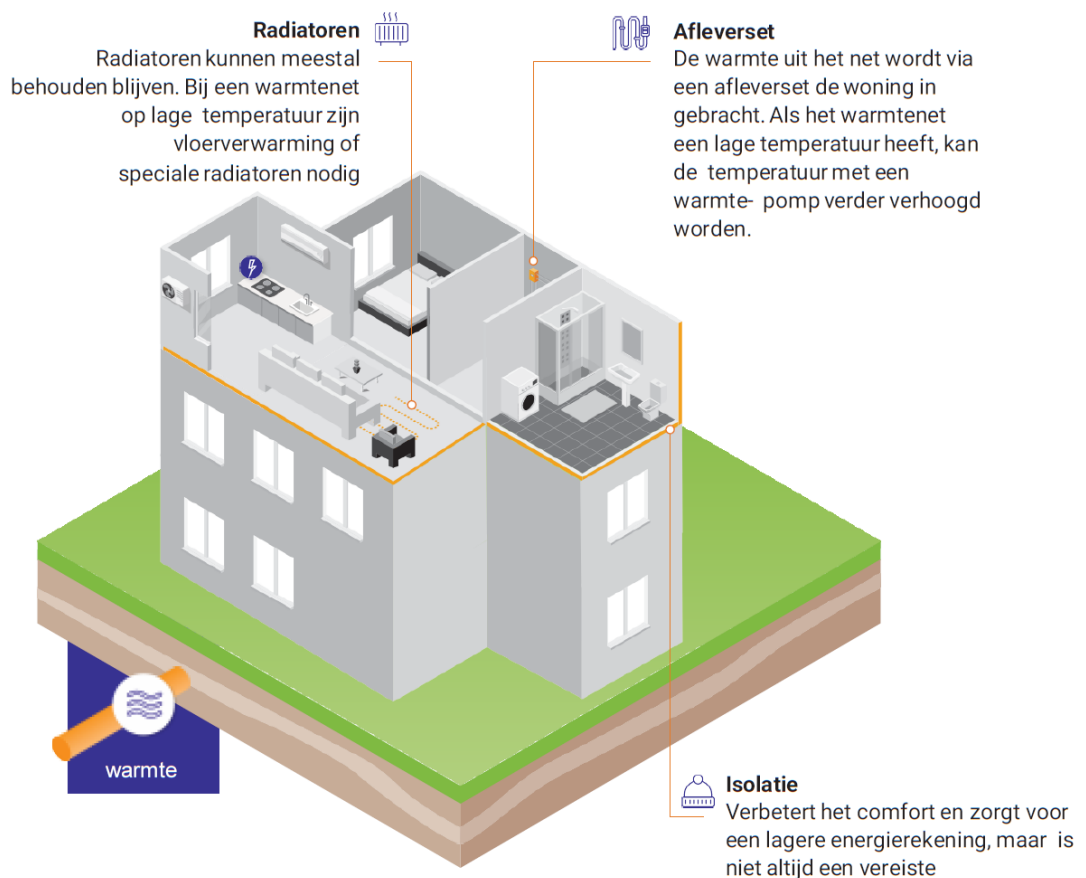 Radiatoren
Radiatoren kunnen meestal
behouden blijven. Bij een warmtenet
op lage temperatuur zijn
vloerverwarming of
speciale radiatoren nodig
Afleverset
De warmte uit het net wordt via
een afleverset de woning in
gebracht. Als het warmtenet
een lage temperatuur heeft, kan
de temperatuur met een
warmte- pomp verder verhoogd
worden.
warmte
Isolatie
Verbetert het comfort en zorgt voor
een lagere energierekening, maar is
niet altijd een vereiste